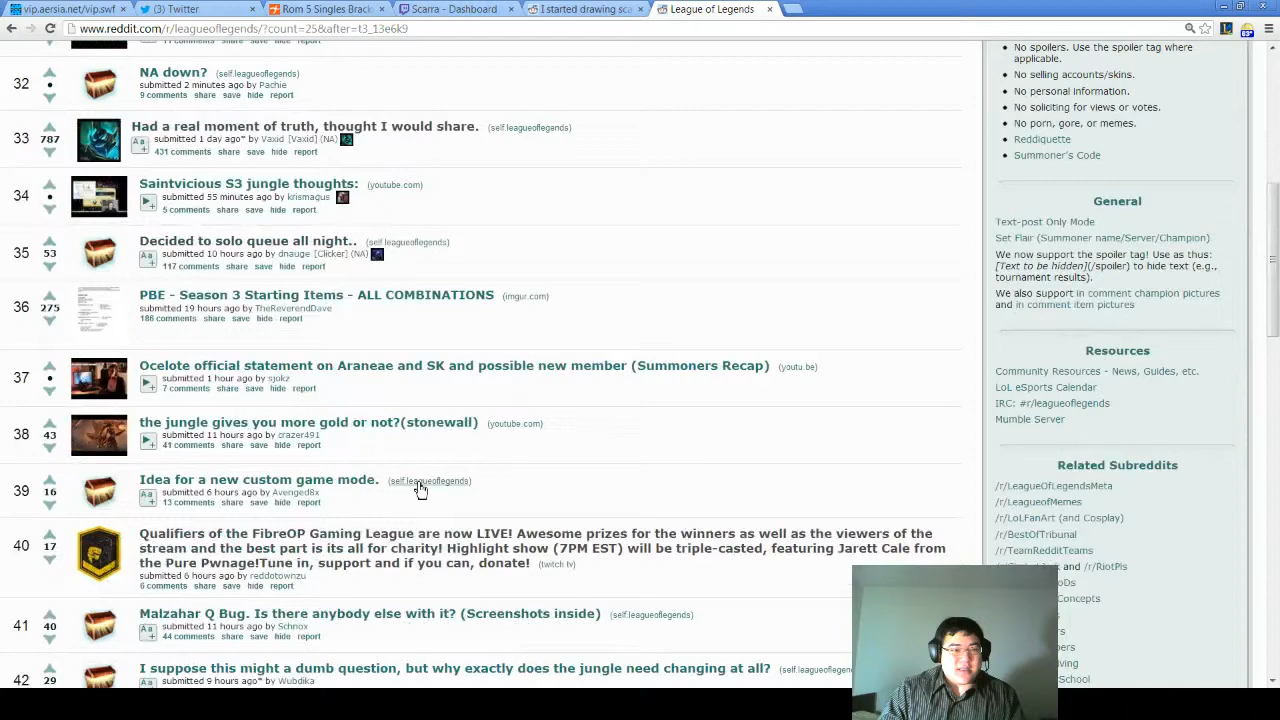 vip.aersia.net/vip.swf
(3) Twitter
Rom 5 Singles Brack
Scarra - Dashboard
I started drawing sca
League of Legends
www.reddit.com/r/leagueoflegends/?count=25&after=t3_13e6k9
32
NA down? (self.leagueoflegends)
submitted 2 minutes ago by Pachie
9 comments share save hide report
33 787
Had a real moment of truth, thought I would share. (self.leagueoflegends)
submitted 1 day ago* by Vaxid [Vaxid] (NA)
431 comments share save hide report
34
Saintvicious S3 jungle thoughts: (youtube.com)
submitted 55 minutes ago by krismagus
5 comments share save hide report
35 53
Decided to solo queue all night.. (self.leagueoflegends)
submitted 10 hours ago by dnauge [Clicker] (NA)
117 comments share save hide report
36 275
PBE - Season 3 Starting Items - ALL COMBINATIONS (imgur.com)
submitted 19 hours ago by TheReverendDave
186 comments share save hide report
37
Ocelote official statement on Araneae and SK and possible new member (Summoners Recap) (youtu.be)
submitted 1 hour ago by sjokz
7 comments share save hide report
38 43
the jungle gives you more gold or not?(stonewall) (youtube.com)
submitted 11 hours ago by crazer491
41 comments share save hide report
39 16
Idea for a new custom game mode. (self.leagueoflegends)
submitted 6 hours ago by Avenged8x
13 comments share save hide report
40 17
Qualifiers of the FibreOP Gaming League are now LIVE! Awesome prizes for the winners as well as the viewers of the
stream and the best part is its all for charity! Highlight show (7PM EST) will be triple-casted, featuring Jarett Cale from
the Pure Pwnage!Tune in, support and if you can, donate! (twitch.tv)
submitted 6 hours ago by reddotownzu
6 comments share save hide report
41 40
Malzahar Q Bug. Is there anybody else with it? (Screenshots inside) (self.leagueoflegends)
submitted 11 hours ago by Schnox
44 comments share save hide report
42 29
I suppose this might a dumb question, but why exactly does the jungle need changing at all? (self.leagueofle
submitted 9 hours ago* by Wubdika
No spoilers. Use the spoiler tag where
applicable.
No selling accounts/skins.
No personal information.
No soliciting for views or votes.
No porn, gore, or memes.
Reddiquette
Summoner's Code
General
Text-post Only Mode
Set Flair (Summoner name/Server/Champion)
We now support the spoiler tag! Use as thus:
[Text to be hidden](/spoiler) to hide text (e.g.,
tournament results).
We also support in comment champion pictures
and in comment item pictures
Resources
Community Resources - News, Guides, etc.
LoL eSports Calendar
IRC: #r/leagueoflegends
Mumble Server
Related Subreddits
/r/LeagueOfLegendsMeta
/r/LeagueofMemes
/r/LoLFanArt (and Cosplay)
/r/BestOfTribunal
/r/TeamRedditTeams
and /r/RiotPls